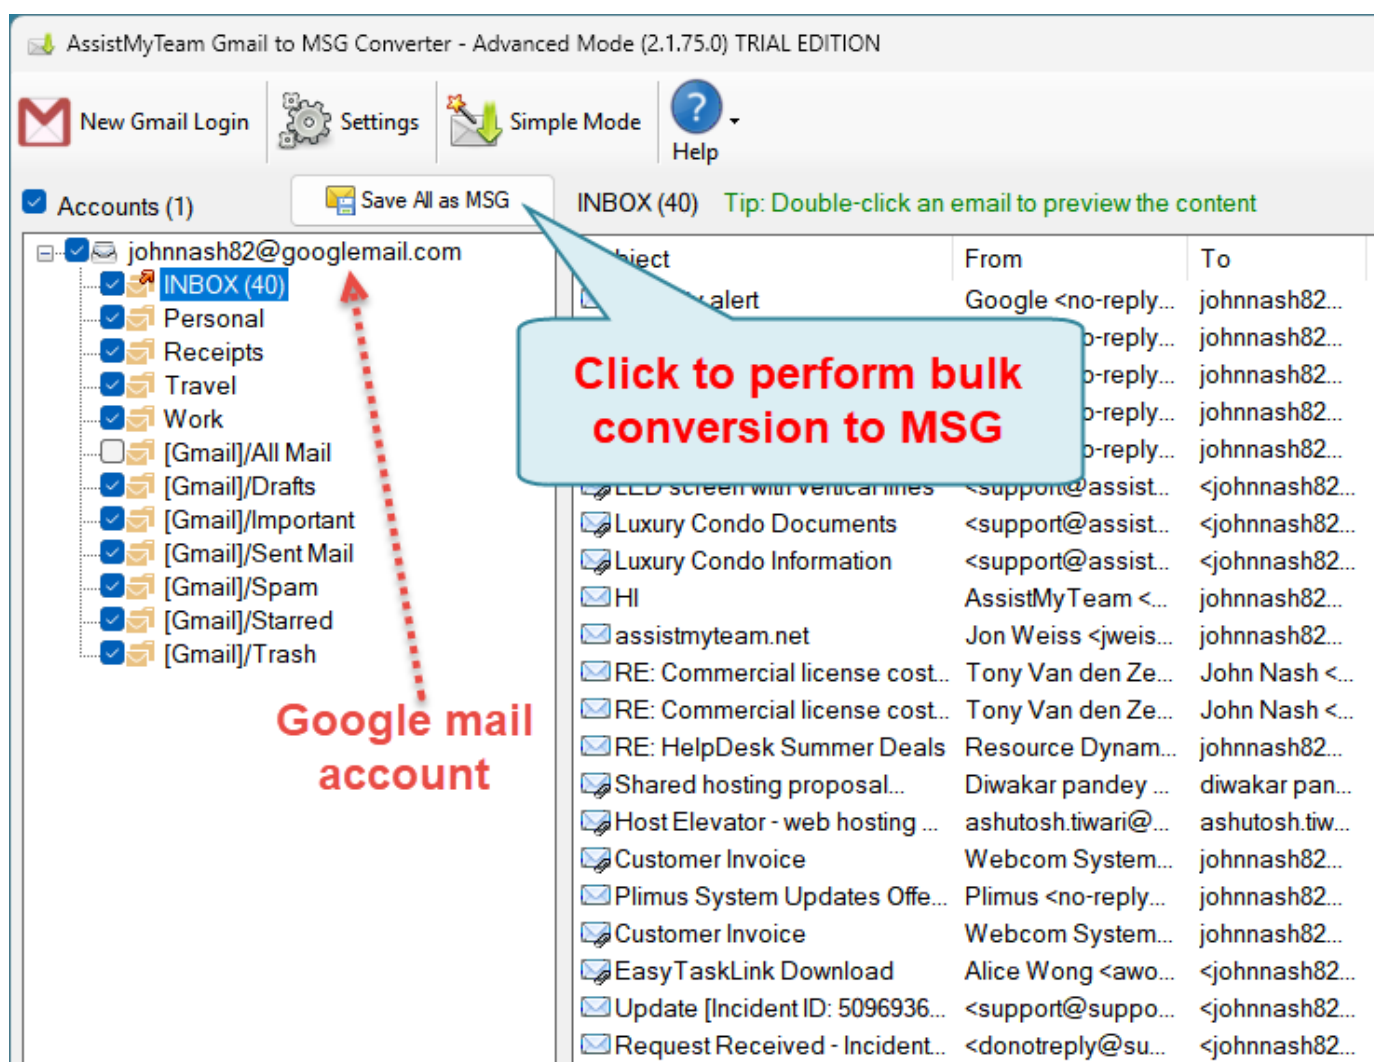 AssistMyTeam Gmail to MSG Converter - Advanced Mode (2.1.75.0) TRIAL EDITION
New Gmail Login
Settings
Simple Mode
Help
Accounts (1)
Save All as MSG
INBOX (40)
Tip: Double-click an email to preview the content
johnnash82@googlemail.com
INBOX (40)
Personal
Receipts
Travel
Work
[Gmail]/All Mail
[Gmail]/Drafts
[Gmail]/Important
[Gmail]/Sent Mail
[Gmail]/Spam
[Gmail]/Starred
[Gmail]/Trash
Google mail
account
Click to perform bulk
conversion to MSG
From To
alert Google <no-reply... johnnash82...
johnnash82...
johnnash82...
johnnash82...
johnnash82...
LED screen with vertical lines <support@assist... <johnnash82...
Luxury Condo Documents <support@assist... <johnnash82...
Luxury Condo Information <support@assist... <johnnash82...
HI AssistMyTeam <... johnnash82...
assistmyteam.net Jon Weiss <jweis... johnnash82...
RE: Commercial license cost... Tony Van den Ze... John Nash <...
RE: Commercial license cost... Tony Van den Ze... John Nash <...
RE: HelpDesk Summer Deals Resource Dynam... johnnash82...
Shared hosting proposal... Diwakar pandey ... diwakar pan...
Host Elevator - web hosting ... ashutosh.tiwari@... ashutosh.tiw...
Customer Invoice Webcom System... johnnash82...
Plimus System Updates Offe... Plimus <no-reply... johnnash82...
Customer Invoice Webcom System... johnnash82...
EasyTaskLink Download Alice Wong <awo... <johnnash82...
Update [Incident ID: 5096936... <support@suppo... <johnnash82...
Request Received - Incident... <donotreply@su... <johnnash82...